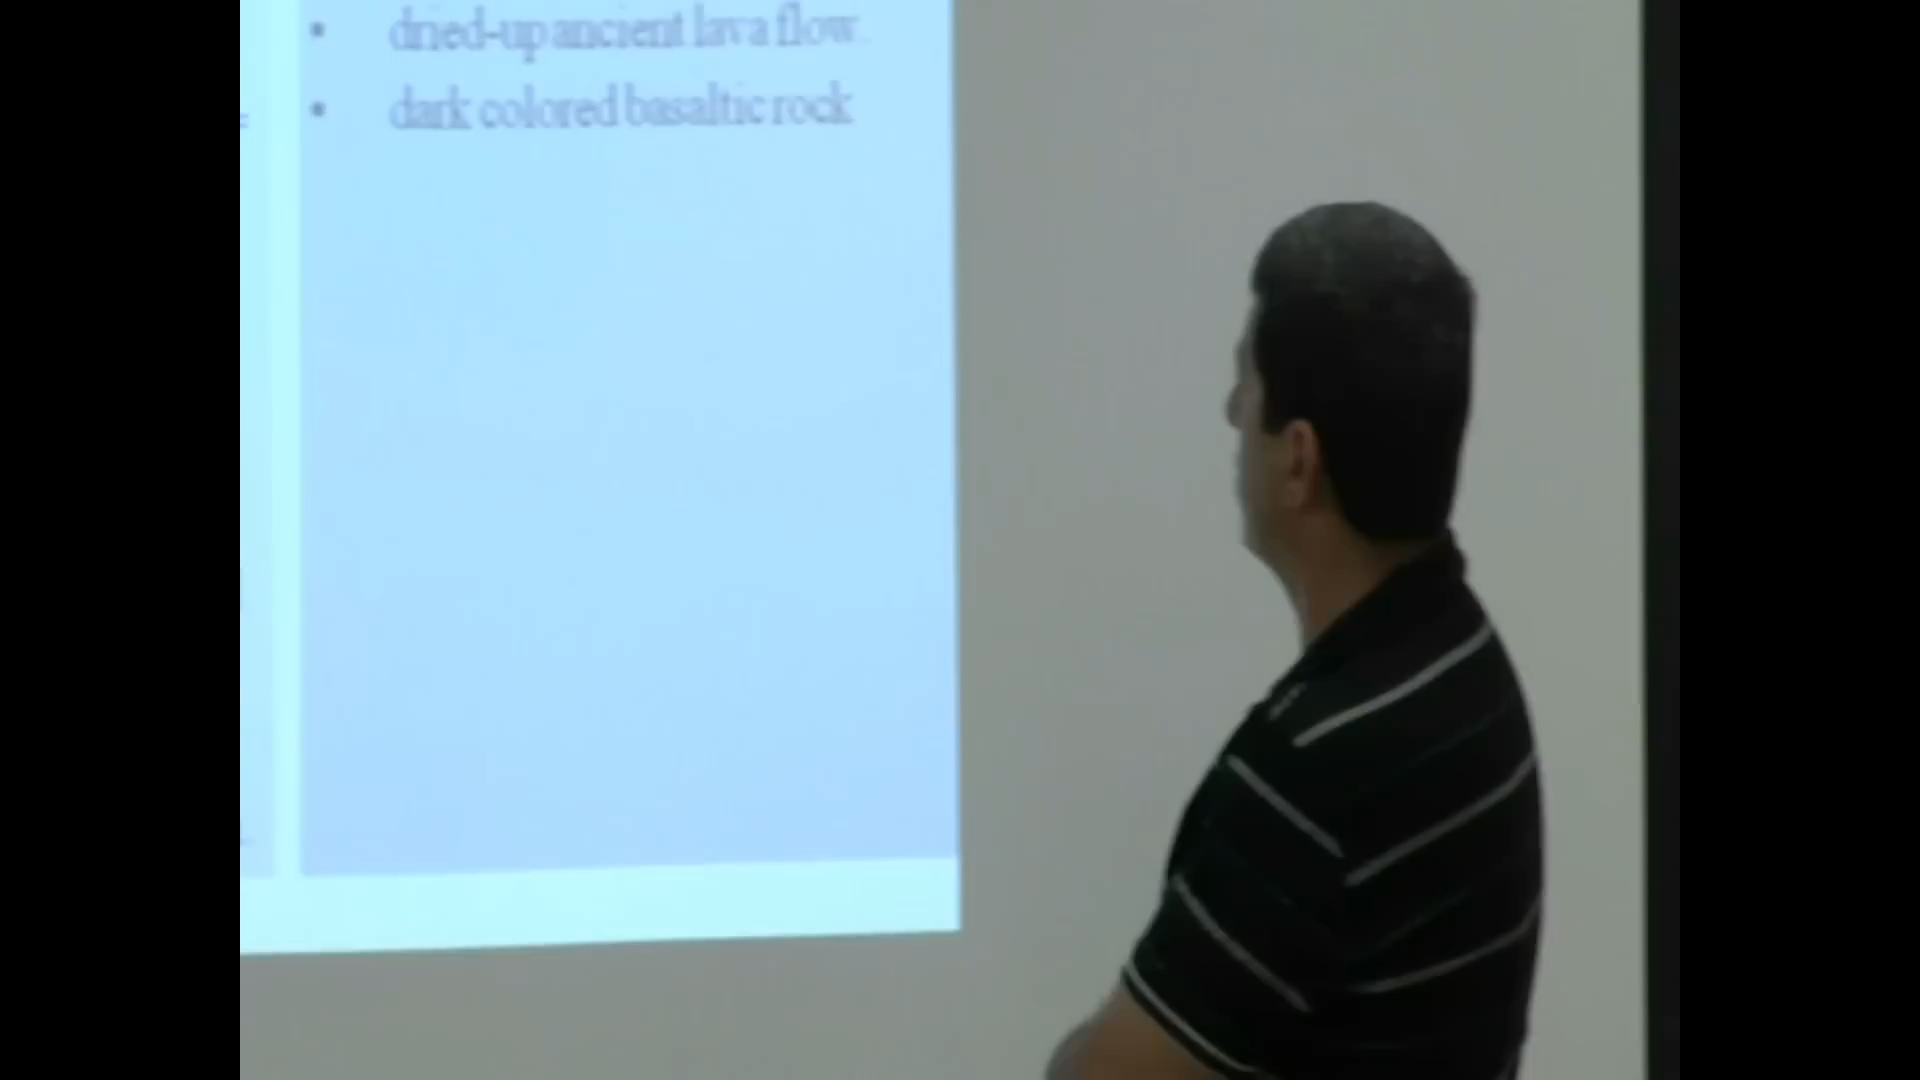 • dried-up ancient lava flow.
• dark colored basaltic rock